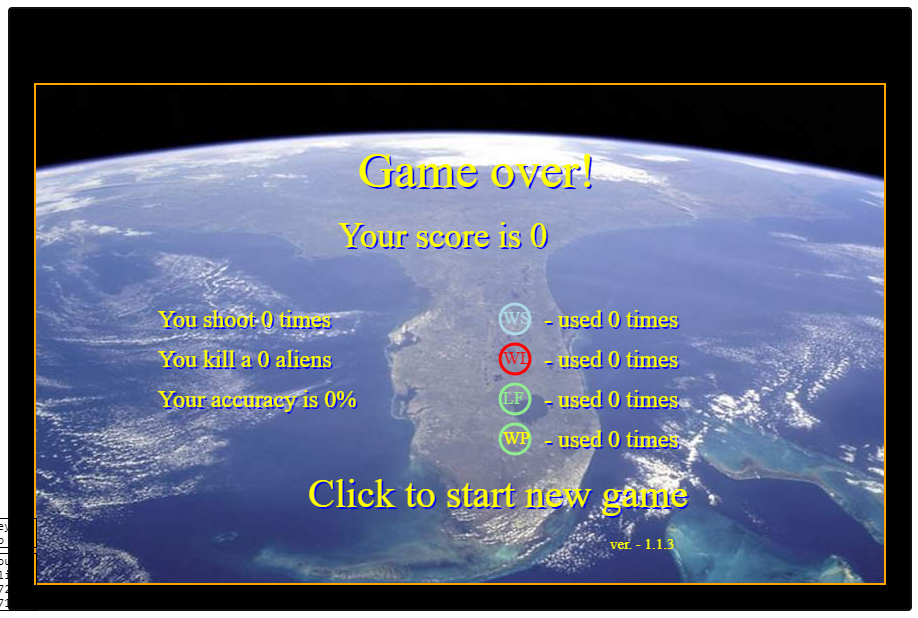 Game over!
Your score is 0
You shoot 0 times
WS - used 0 times
You kill a 0 aliens
WL - used 0 times
Your accuracy is 0%
LF - used 0 times
WP - used 0 times
Click to start new game
ver. - 1.1.3